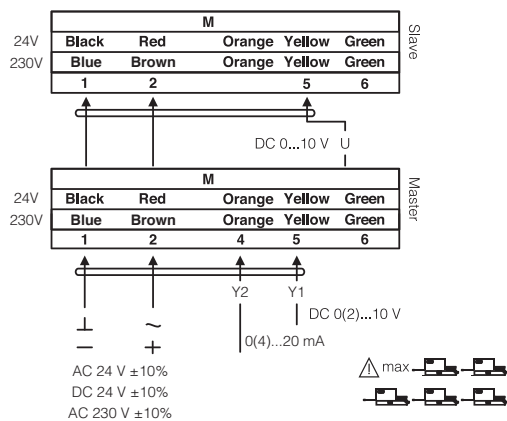 M
24V Black Red Orange Yellow Green
230V Blue Brown Orange Yellow Green
1 2 5 6
Slave
DC 0...10 V U
M
24V Black Red Orange Yellow Green
230V Blue Brown Orange Yellow Green
1 2 4 5 6
Master
Y2 Y1
⊥ ~
− +
DC 0(2)...10 V
0(4)...20 mA
AC 24 V ±10%
DC 24 V ±10%
AC 230 V ±10%
max